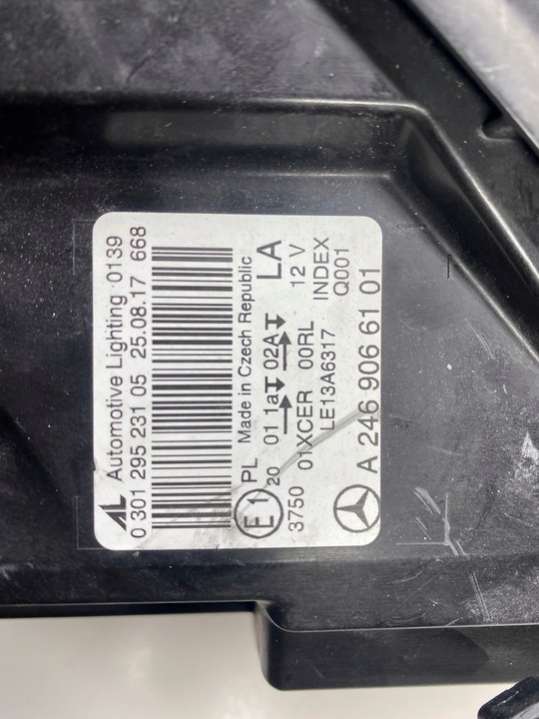 AL Automotive Lighting 0139
0 301 295 231 05 25.08.17 668
E1 PL Made in Czech Republic
20 01 1a 02A LA
3750 01XCER 00RL 12 V
LE13A6317 INDEX
Q001
A 246 906 61 01